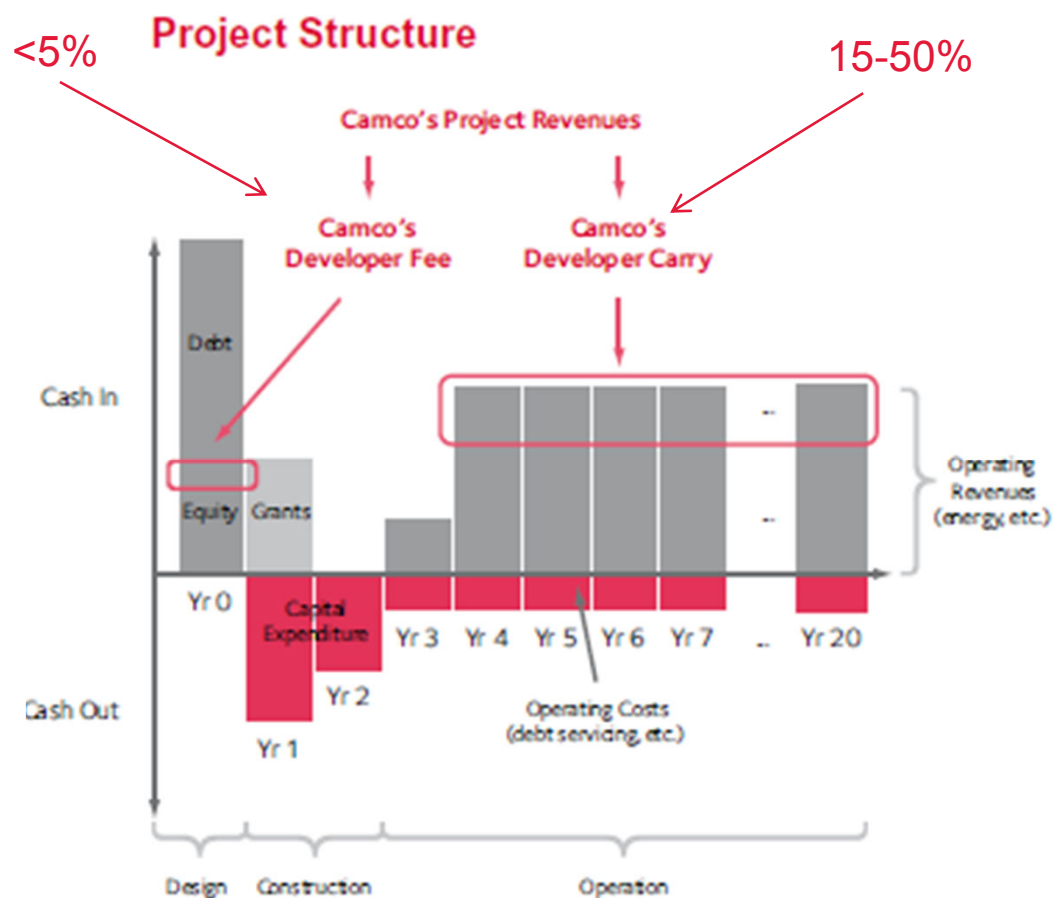 Project Structure
<5%
15-50%
Camco's Project Revenues
Camco's
Developer Fee
Camco's
Developer Carry
Debt
Cash In
Equity
Grants
Operating
Revenues
(energy, etc.)
...
...
Yr 0
Capital
Expenditure
Yr 1
Yr 2
Yr 3
Yr 4
Yr 5
Yr 6
Yr 7
...
Yr 20
Cash Out
Operating Costs
(debt servicing, etc.)
Design
Construction
Operation